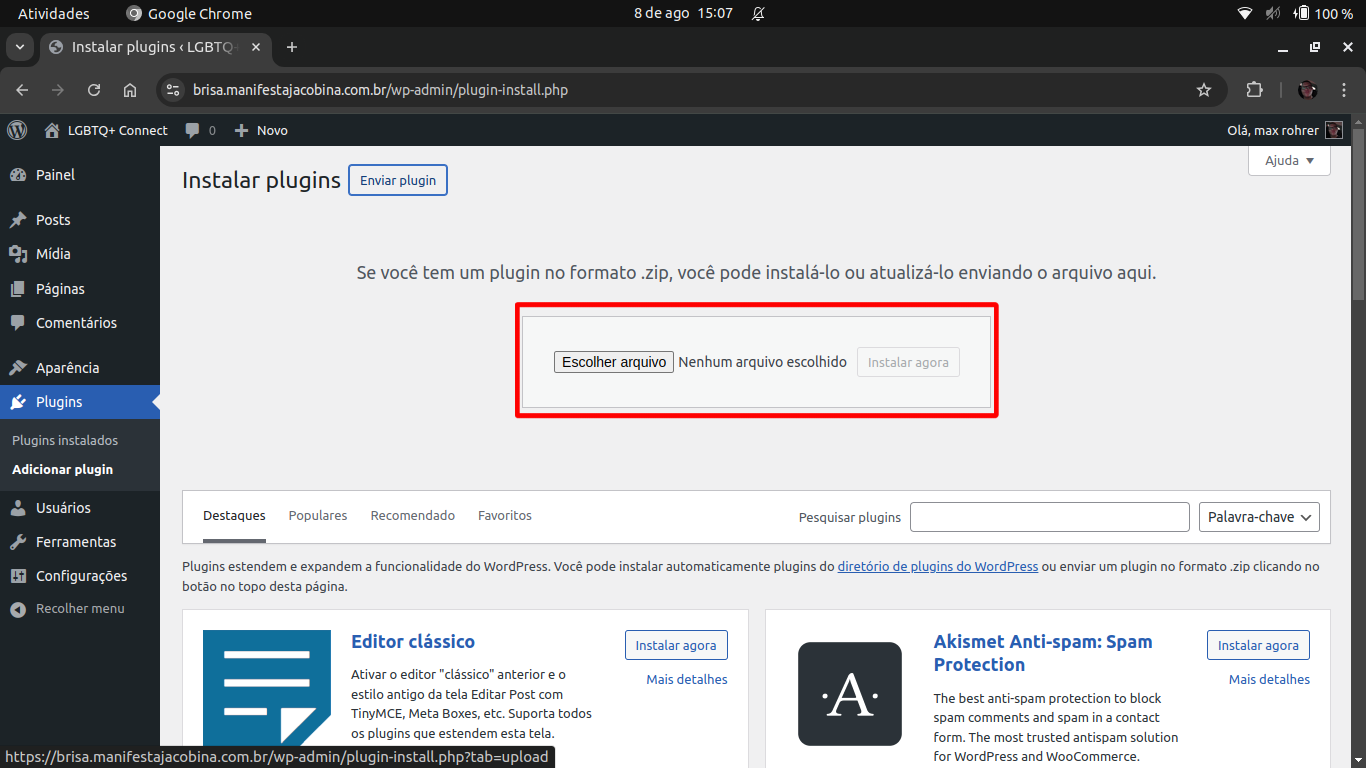 Atividades Google Chrome 8 de ago 15:07 100 %
Instalar plugins ‹ LGBTQ
brisa.manifestajacobina.com.br/wp-admin/plugin-install.php
LGBTQ+ Connect 0 Novo Olá, max rohrer
Painel
Posts
Mídia
Páginas
Comentários
Aparência
Plugins
Plugins instalados
Adicionar plugin
Usuários
Ferramentas
Configurações
Recolher menu
Ajuda
Instalar plugins Enviar plugin
Se você tem um plugin no formato .zip, você pode instalá-lo ou atualizá-lo enviando o arquivo aqui.
Escolher arquivo Nenhum arquivo escolhido Instalar agora
Destaques Populares Recomendado Favoritos Pesquisar plugins Palavra-chave
Plugins estendem e expandem a funcionalidade do WordPress. Você pode instalar automaticamente plugins do diretório de plugins do WordPress ou enviar um plugin no formato .zip clicando no
botão no topo desta página.
Editor clássico
Instalar agora
Mais detalhes
Ativar o editor "clássico" anterior e o
estilo antigo da tela Editar Post com
TinyMCE, Meta Boxes, etc. Suporta todos
os plugins que estendem esta tela.
·A·
Akismet Anti-spam: Spam
Protection
Instalar agora
Mais detalhes
The best anti-spam protection to block
spam comments and spam in a contact
form. The most trusted antispam solution
for WordPress and WooCommerce.
https://brisa.manifestajacobina.com.br/wp-admin/plugin-install.php?tab=upload